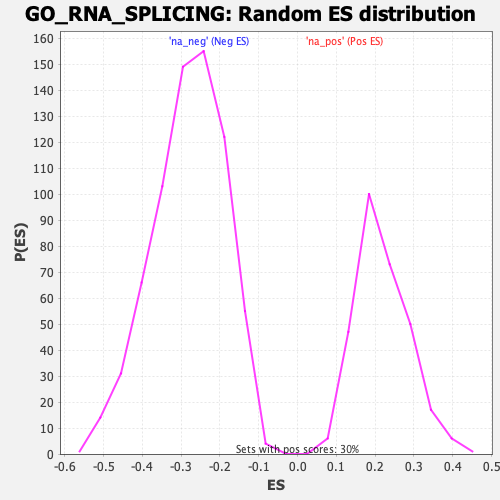 GO_RNA_SPLICING: Random ES distribution
'na_neg' (Neg ES) 'na_pos' (Pos ES)
160
150
140
130
120
110
100
90
80
70
60
50
40
30
20
10
0
P(ES)
Sets with pos scores: 30%
-0.6 -0.5 -0.4 -0.3 -0.2 -0.1 0.0 0.1 0.2 0.3 0.4 0.5
ES